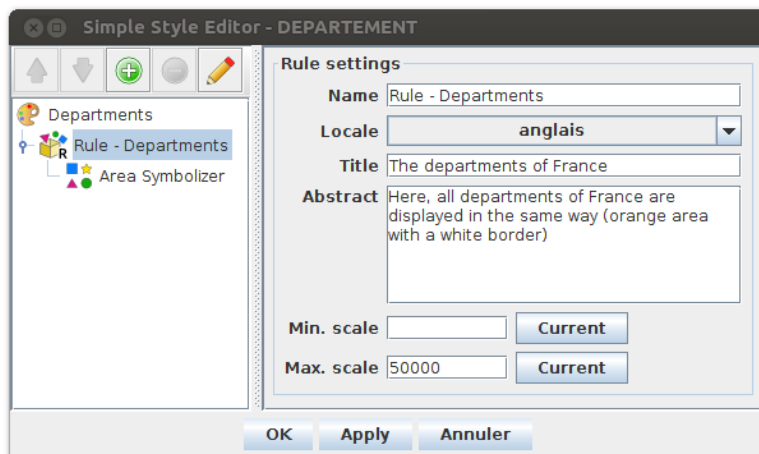 Simple Style Editor - DEPARTEMENT
Departments
R
Rule - Departments
Area Symbolizer
Rule settings
Name Rule - Departments
Locale anglais
Title The departments of France
Abstract Here, all departments of France are
displayed in the same way (orange area
with a white border)
Min. scale Current
Max. scale 50000 Current
OK Apply Annuler